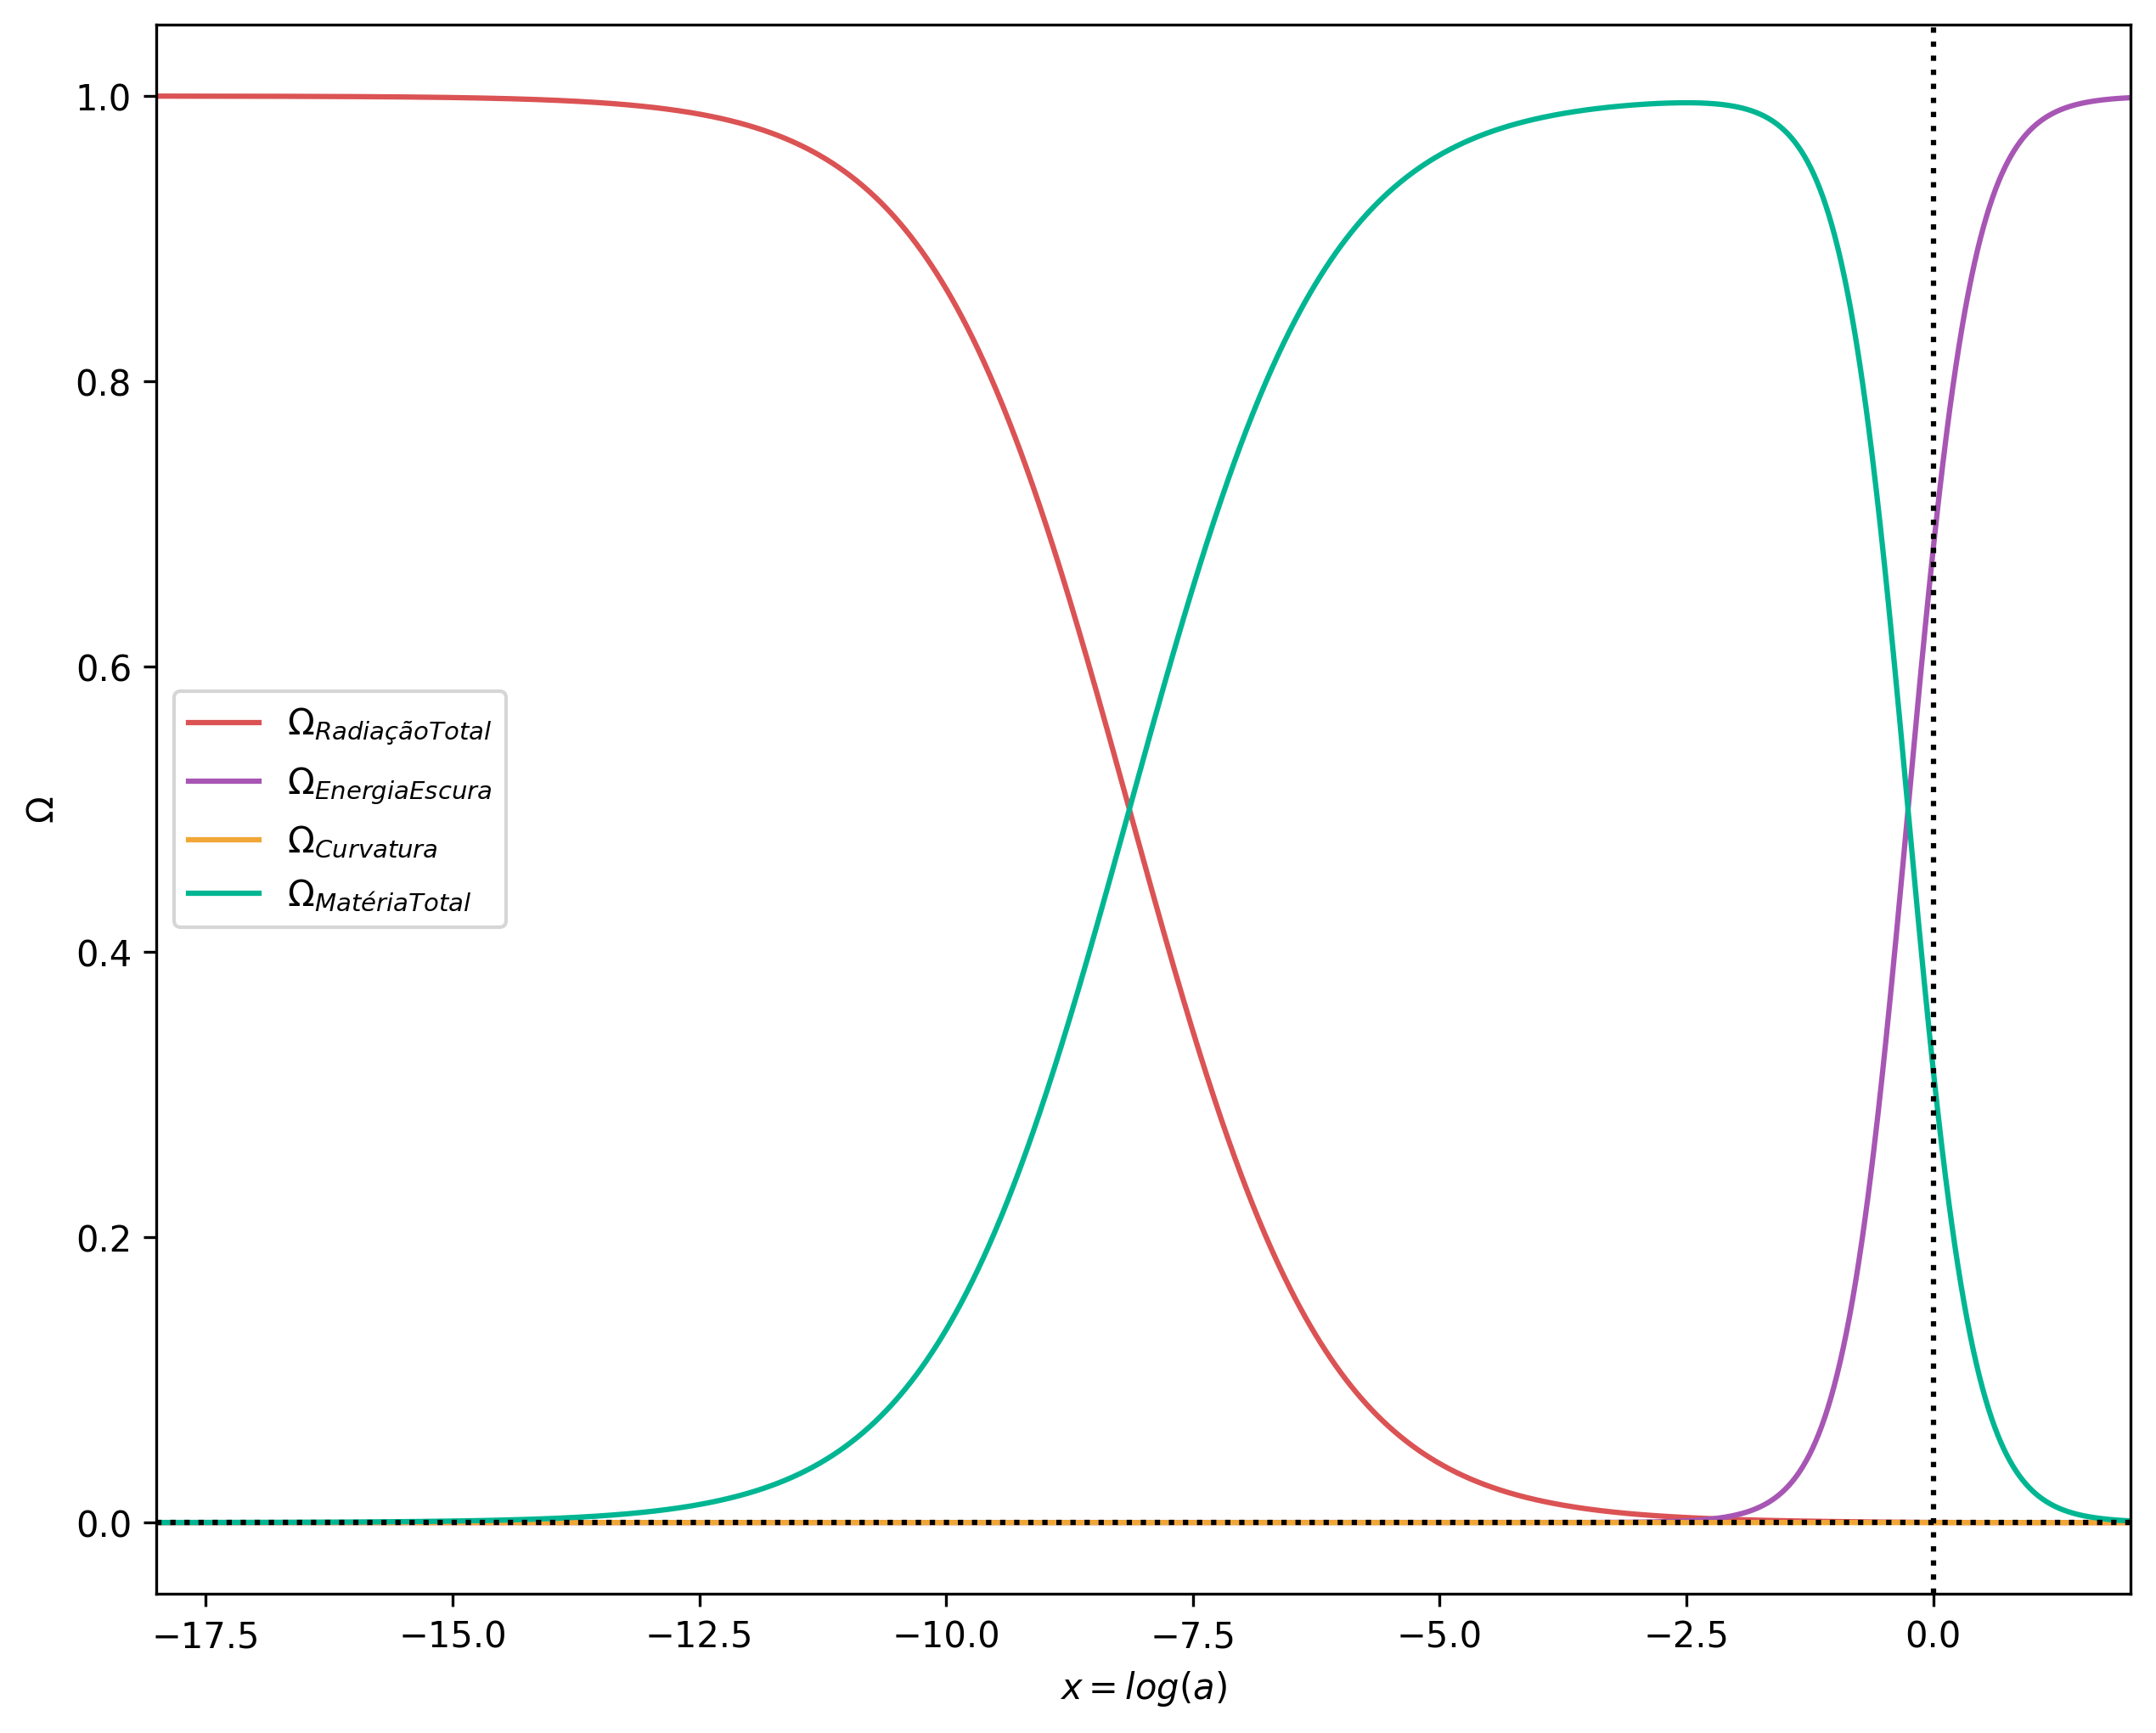 1.0
0.8
0.6
0.4
0.2
0.0
Ω
Ω_RadiaçãoTotal
Ω_EnergiaEscura
Ω_Curvatura
Ω_MatériaTotal
−17.5 −15.0 −12.5 −10.0 −7.5 −5.0 −2.5 0.0
x = log(a)